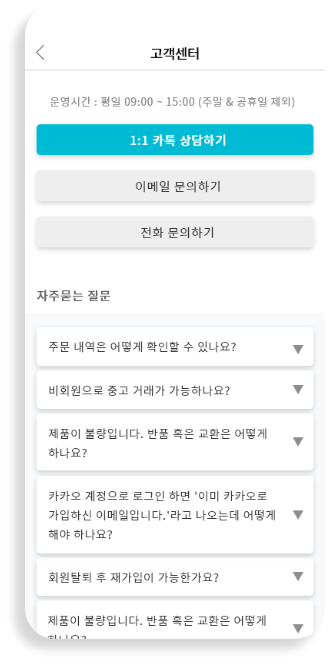 고객센터
운영시간 : 평일 09:00 ~ 15:00 (주말 & 공휴일 제외)
1:1 카톡 상담하기
이메일 문의하기
전화 문의하기
자주묻는 질문
주문 내역은 어떻게 확인할 수 있나요?
비회원으로 중고 거래가 가능하나요?
제품이 불량입니다. 반품 혹은 교환은 어떻게
하나요?
카카오 계정으로 로그인 하면 '이미 카카오로
가입하신 이메일입니다.'라고 나오는데 어떻게
해야 하나요?
회원탈퇴 후 재가입이 가능한가요?
제품이 불량입니다. 반품 혹은 교환은 어떻게
하나요?